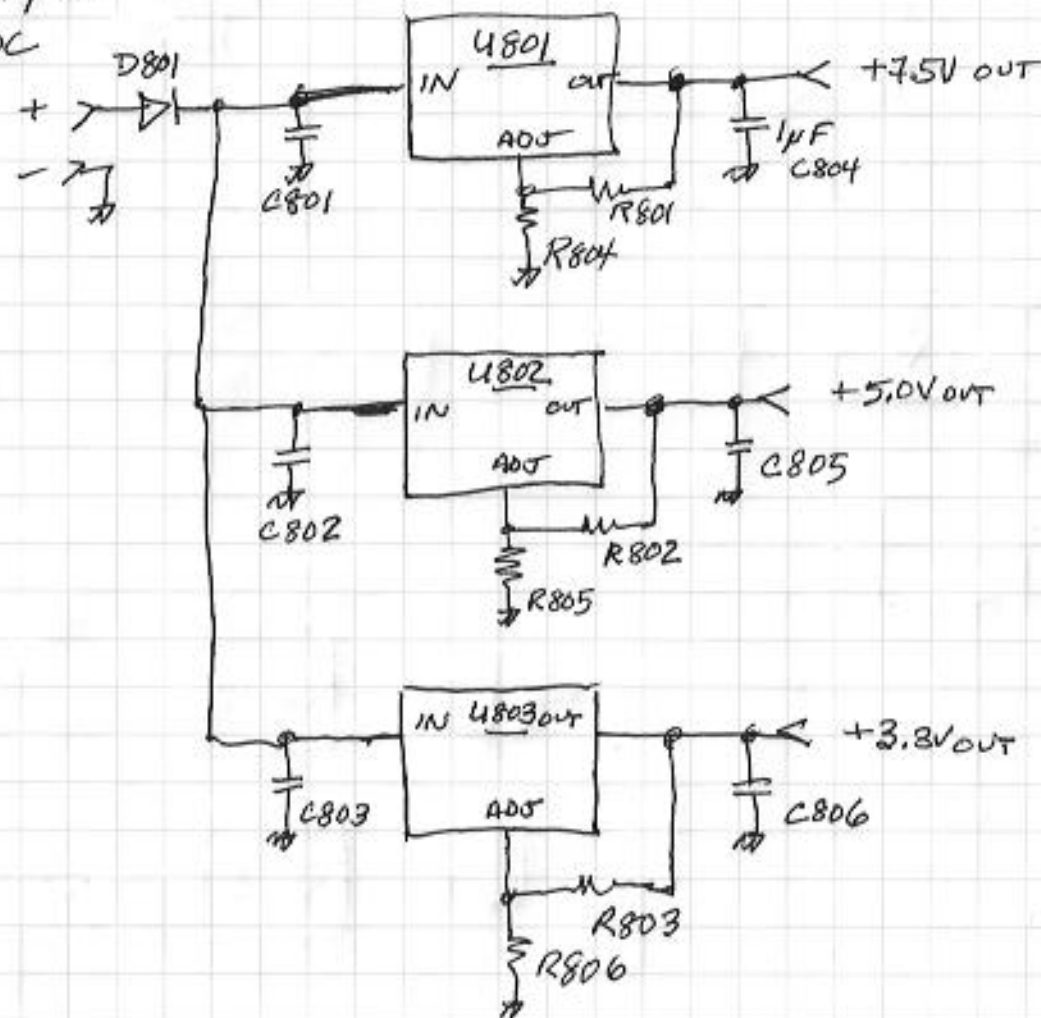 DC
D801
+
-
C801
U801
IN
OUT
ADJ
R801
R804
+7.5V OUT
1µF
C804
U802
IN
OUT
ADJ
C802
R802
R805
+5.0V OUT
C805
IN U803 OUT
ADJ
C803
R803
R806
+3.3V OUT
C806